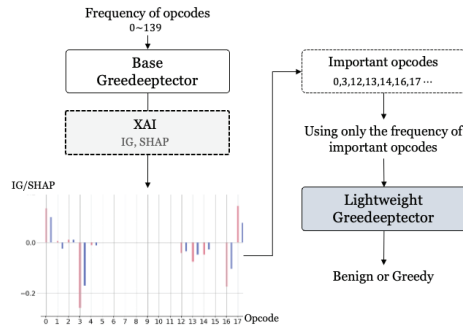 Frequency of opcodes
0~139
Base
Greedeeptector
XAI
IG, SHAP
IG/SHAP
0.0
−0.2
0 1 2 3 4 5 6 7 8 9 10 11 12 13 14 15 16 17
Opcode
Important opcodes
0,3,12,13,14,16,17 ⋯
Using only the frequency of
important opcodes
Lightweight
Greedeeptector
Benign or Greedy